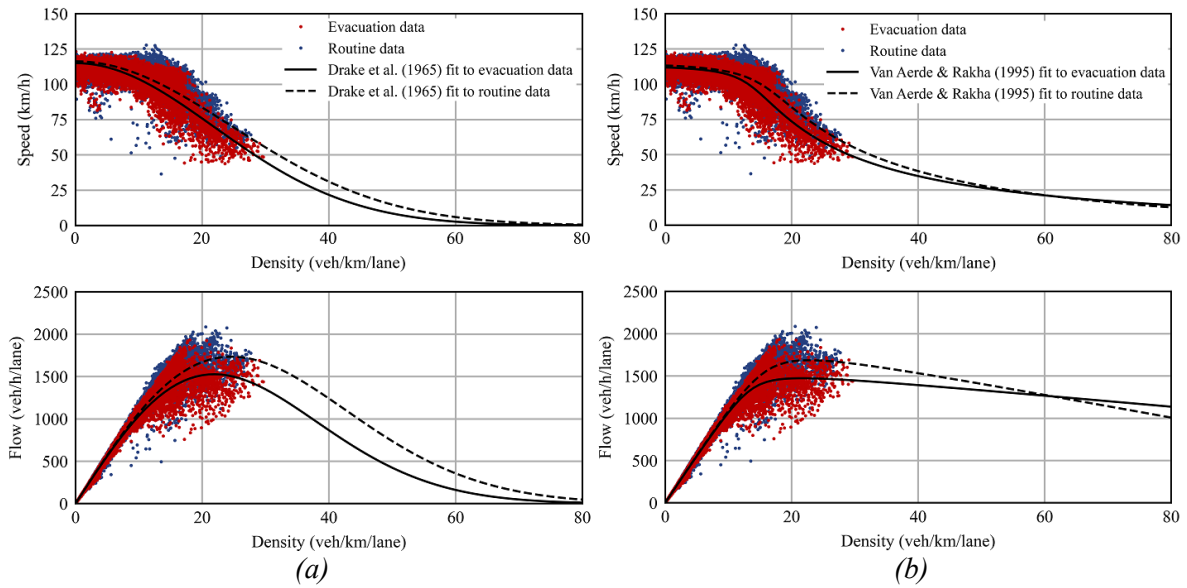 150
125
100
75
50
25
0
Speed (km/h)
Evacuation data
Routine data
Drake et al. (1965) fit to evacuation data
Drake et al. (1965) fit to routine data
0 20 40 60 80
Density (veh/km/lane)
2500
2000
1500
1000
500
0
Flow (veh/h/lane)
0 20 40 60 80
Density (veh/km/lane)
(a)
150
125
100
75
50
25
0
Speed (km/h)
Evacuation data
Routine data
Van Aerde & Rakha (1995) fit to evacuation data
Van Aerde & Rakha (1995) fit to routine data
0 20 40 60 80
Density (veh/km/lane)
2500
2000
1500
1000
500
0
Flow (veh/h/lane)
0 20 40 60 80
Density (veh/km/lane)
(b)